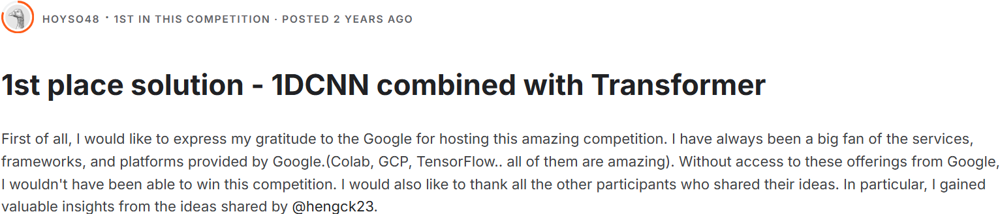 HOYSO48 · 1ST IN THIS COMPETITION · POSTED 2 YEARS AGO
1st place solution - 1DCNN combined with Transformer
First of all, I would like to express my gratitude to the Google for hosting this amazing competition. I have always been a big fan of the services,
frameworks, and platforms provided by Google.(Colab, GCP, TensorFlow.. all of them are amazing). Without access to these offerings from Google,
I wouldn't have been able to win this competition. I would also like to thank all the other participants who shared their ideas. In particular, I gained
valuable insights from the ideas shared by @hengck23.